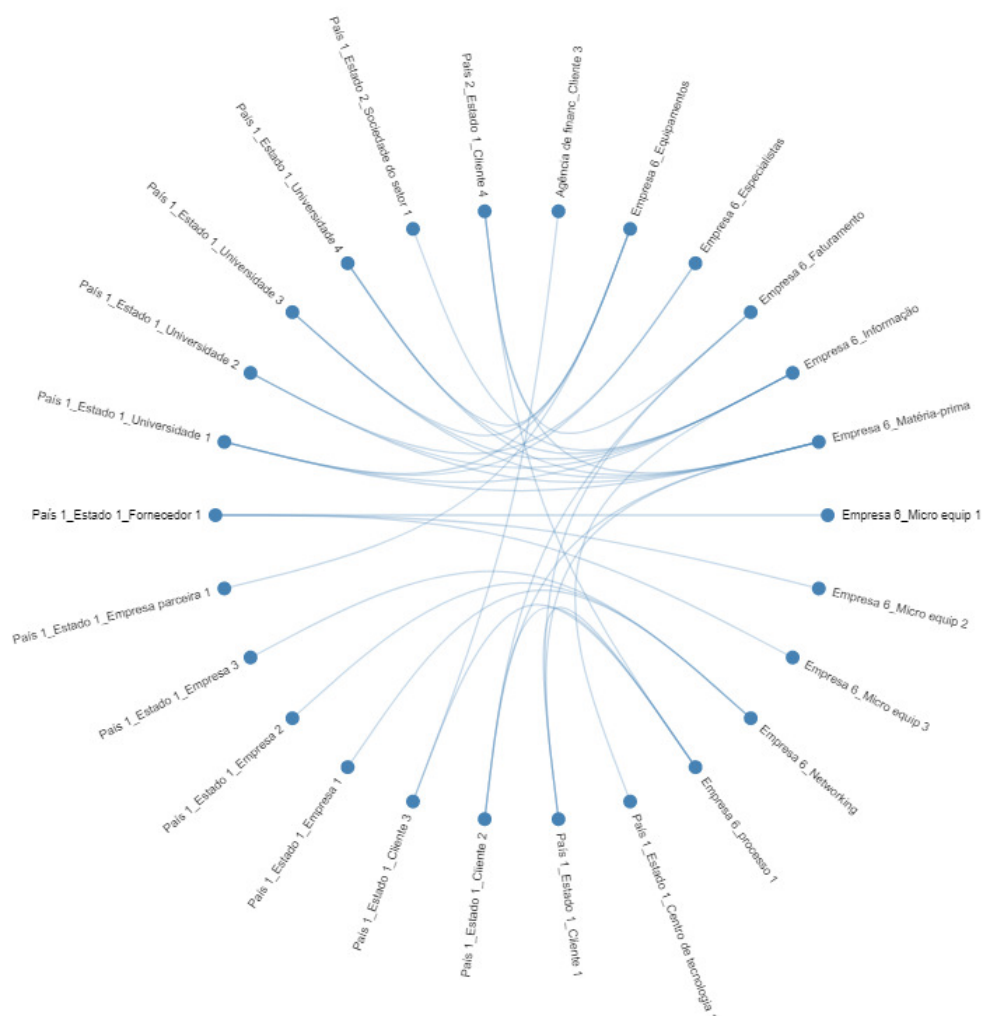 Agência de financ_Cliente 3
Empresa 6_Equipamentos
Empresa 6_Especialistas
Empresa 6_Faturamento
Empresa 6_Informação
Empresa 6_Matéria-prima
Empresa 6_Micro equip 1
Empresa 6_Micro equip 2
Empresa 6_Micro equip 3
Empresa 6_Networking
Empresa 6_processo 1
País 1_Estado 1_Centro de tecnologia
País 1_Estado 1_Cliente 1
País 1_Estado 1_Cliente 2
País 1_Estado 1_Cliente 3
País 1_Estado 1_Empresa 1
País 1_Estado 1_Empresa 2
País 1_Estado 1_Empresa 3
País 1_Estado 1_Empresa parceira 1
País 1_Estado 1_Fornecedor 1
País 1_Estado 1_Universidade 1
País 1_Estado 1_Universidade 2
País 1_Estado 1_Universidade 3
País 1_Estado 1_Universidade 4
País 1_Estado 2_Sociedade do setor 1
País 2_Estado 1_Cliente 4